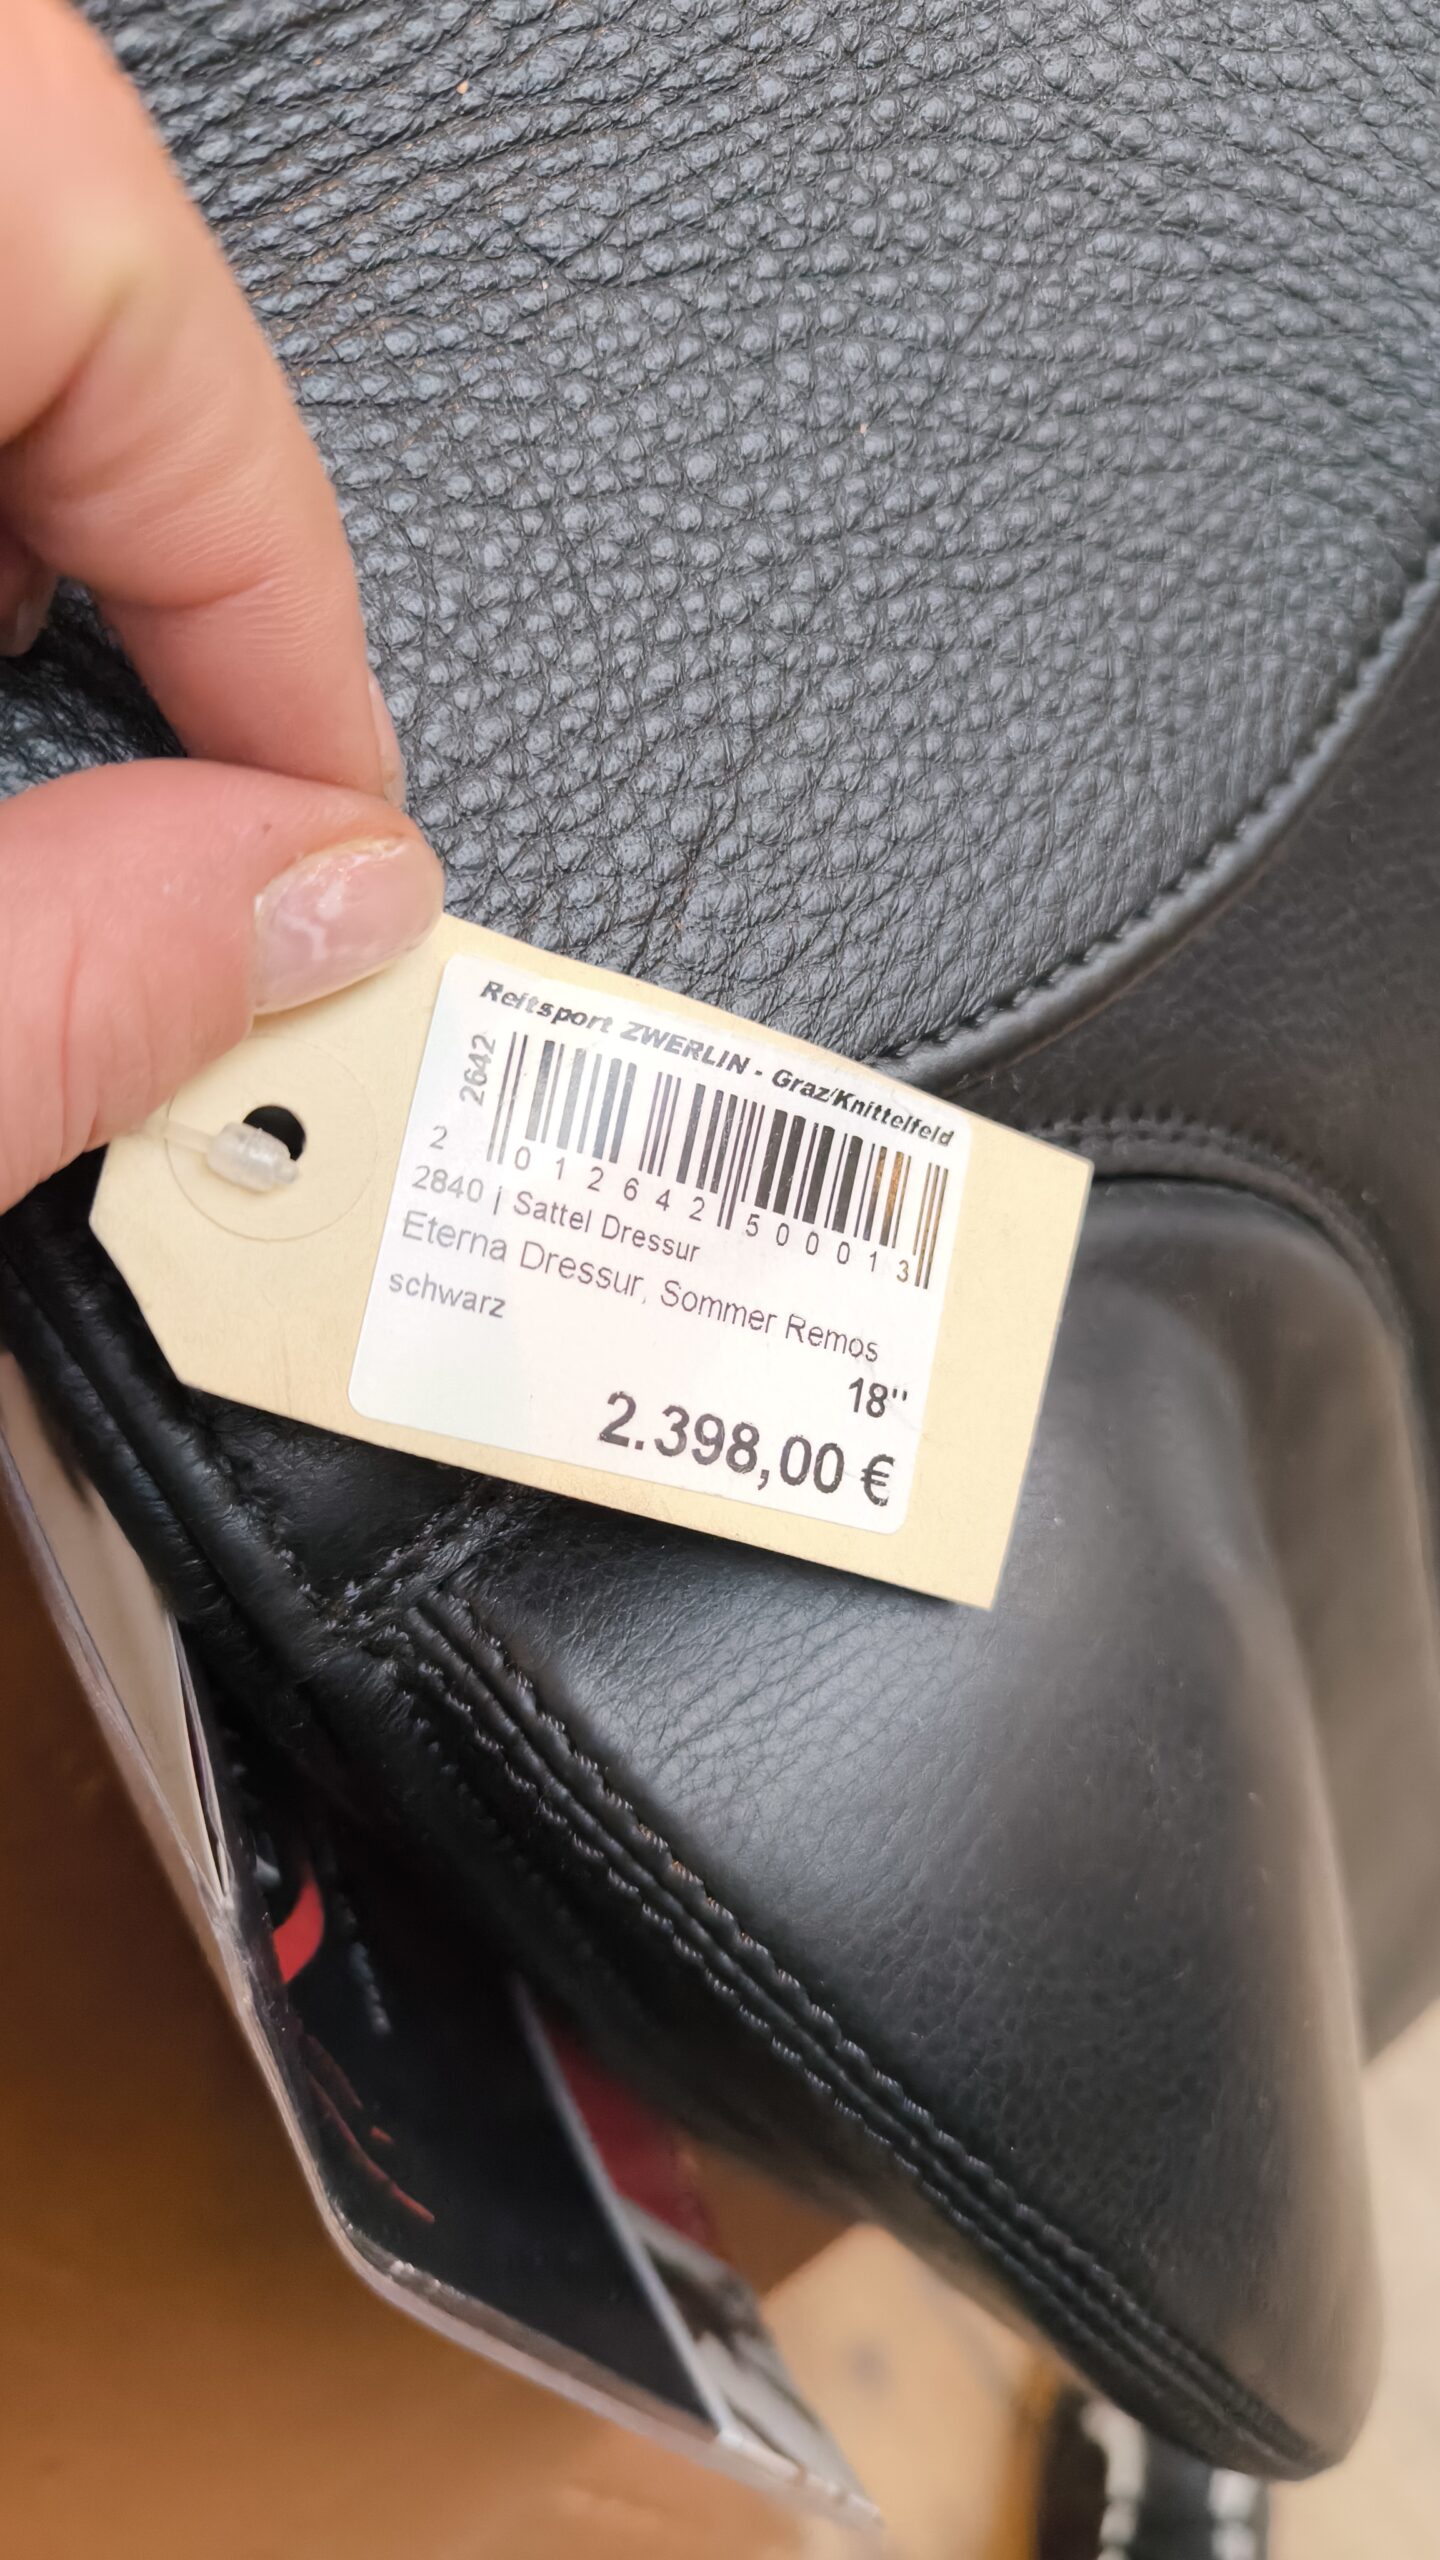 Reitsport ZWERLIN - Graz/Knittelfeld
2642
2 012642 500013
2840 | Sattel Dressur
Eterna Dressur, Sommer Remos
schwarz
18''
2.398,00 €